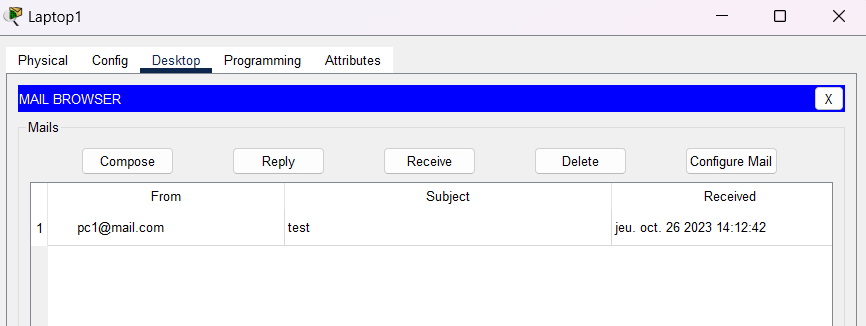 Laptop1
Physical Config Desktop Programming Attributes
MAIL BROWSER X
Mails
Compose Reply Receive Delete Configure Mail
From Subject Received
1 pc1@mail.com test jeu. oct. 26 2023 14:12:42